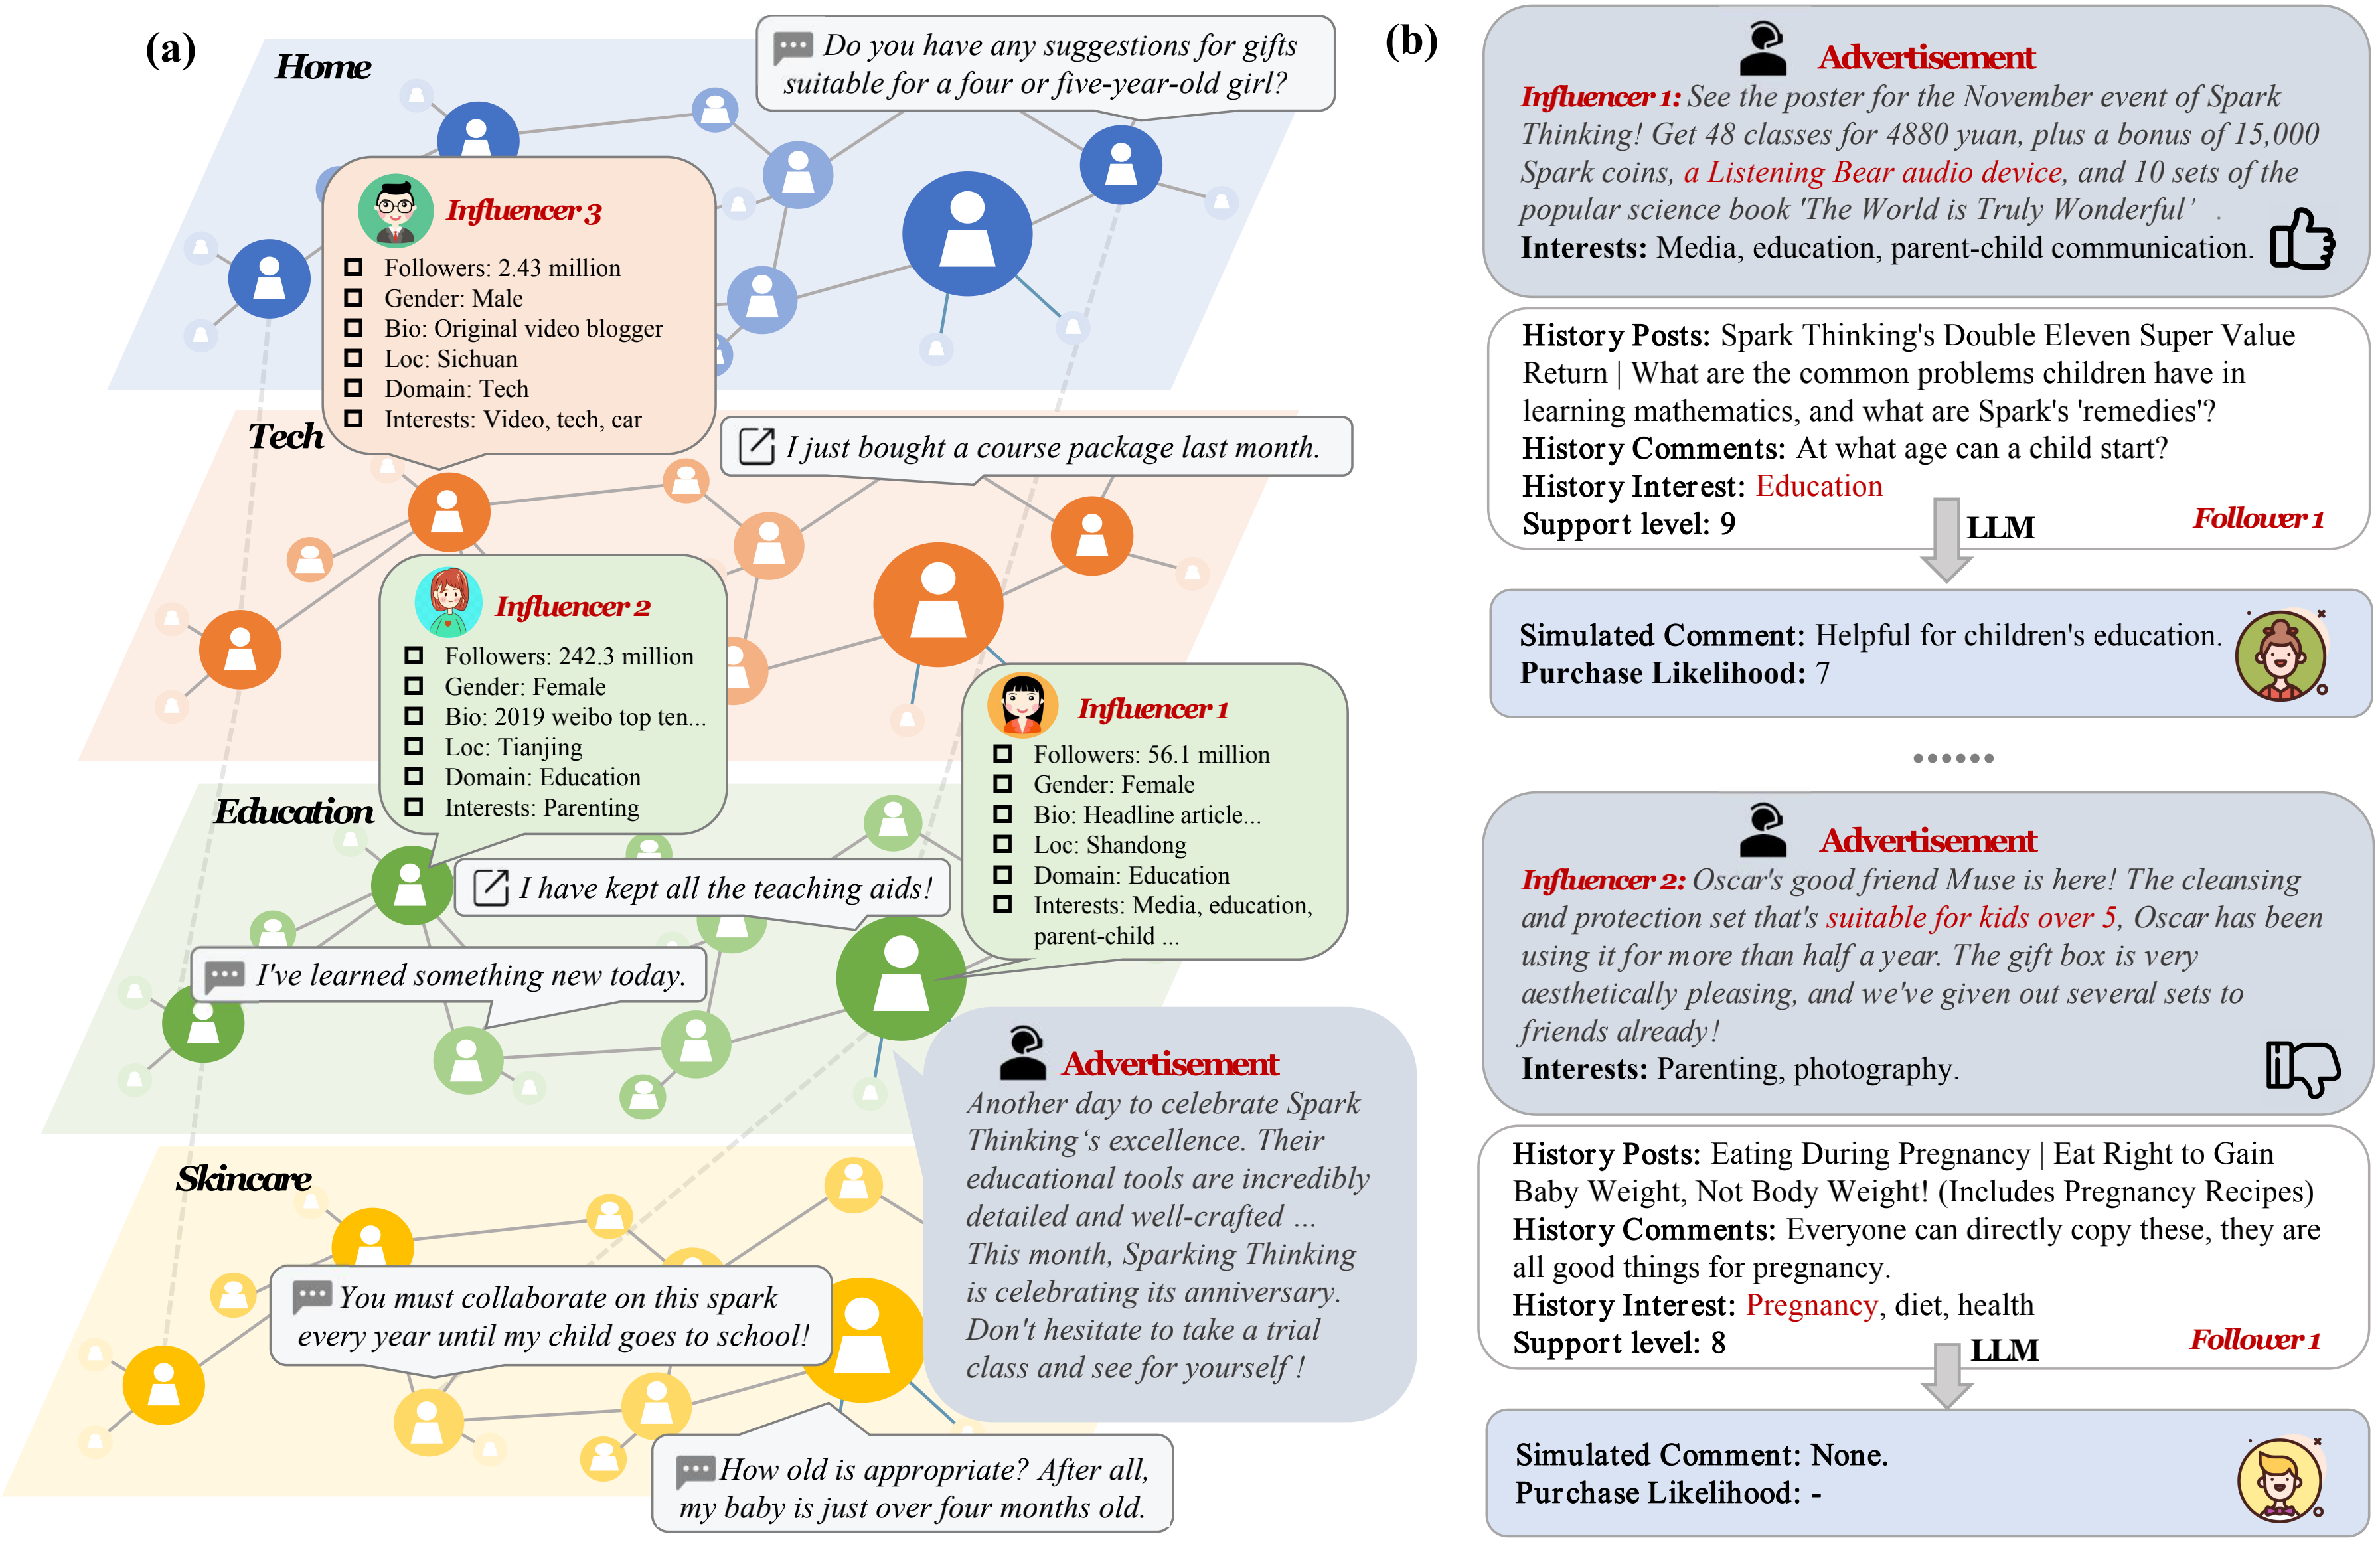 (a)
Home
Do you have any suggestions for gifts
suitable for a four or five-year-old girl?
Influencer 3
Followers: 2.43 million
Gender: Male
Bio: Original video blogger
Loc: Sichuan
Domain: Tech
Interests: Video, tech, car
Tech
I just bought a course package last month.
Influencer 2
Followers: 242.3 million
Gender: Female
Bio: 2019 weibo top ten...
Loc: Tianjing
Domain: Education
Interests: Parenting
Influencer 1
Followers: 56.1 million
Gender: Female
Bio: Headline article...
Loc: Shandong
Domain: Education
Interests: Media, education,
parent-child ...
Education
I have kept all the teaching aids!
I've learned something new today.
Advertisement
Another day to celebrate Spark
Thinking‘s excellence. Their
educational tools are incredibly
detailed and well-crafted ...
This month, Sparking Thinking
is celebrating its anniversary.
Don't hesitate to take a trial
class and see for yourself !
Skincare
You must collaborate on this spark
every year until my child goes to school!
How old is appropriate? After all,
my baby is just over four months old.
(b)
Advertisement
Influencer 1: See the poster for the November event of Spark
Thinking! Get 48 classes for 4880 yuan, plus a bonus of 15,000
Spark coins, a Listening Bear audio device, and 10 sets of the
popular science book 'The World is Truly Wonderful’ .
Interests: Media, education, parent-child communication.
History Posts: Spark Thinking's Double Eleven Super Value
Return | What are the common problems children have in
learning mathematics, and what are Spark's 'remedies'?
History Comments: At what age can a child start?
History Interest: Education
Support level: 9
Follower 1
LLM
Simulated Comment: Helpful for children's education.
Purchase Likelihood: 7
......
Advertisement
Influencer 2: Oscar's good friend Muse is here! The cleansing
and protection set that's suitable for kids over 5, Oscar has been
using it for more than half a year. The gift box is very
aesthetically pleasing, and we've given out several sets to
friends already!
Interests: Parenting, photography.
History Posts: Eating During Pregnancy | Eat Right to Gain
Baby Weight, Not Body Weight! (Includes Pregnancy Recipes)
History Comments: Everyone can directly copy these, they are
all good things for pregnancy.
History Interest: Pregnancy, diet, health
Support level: 8
Follower 1
LLM
Simulated Comment: None.
Purchase Likelihood: -